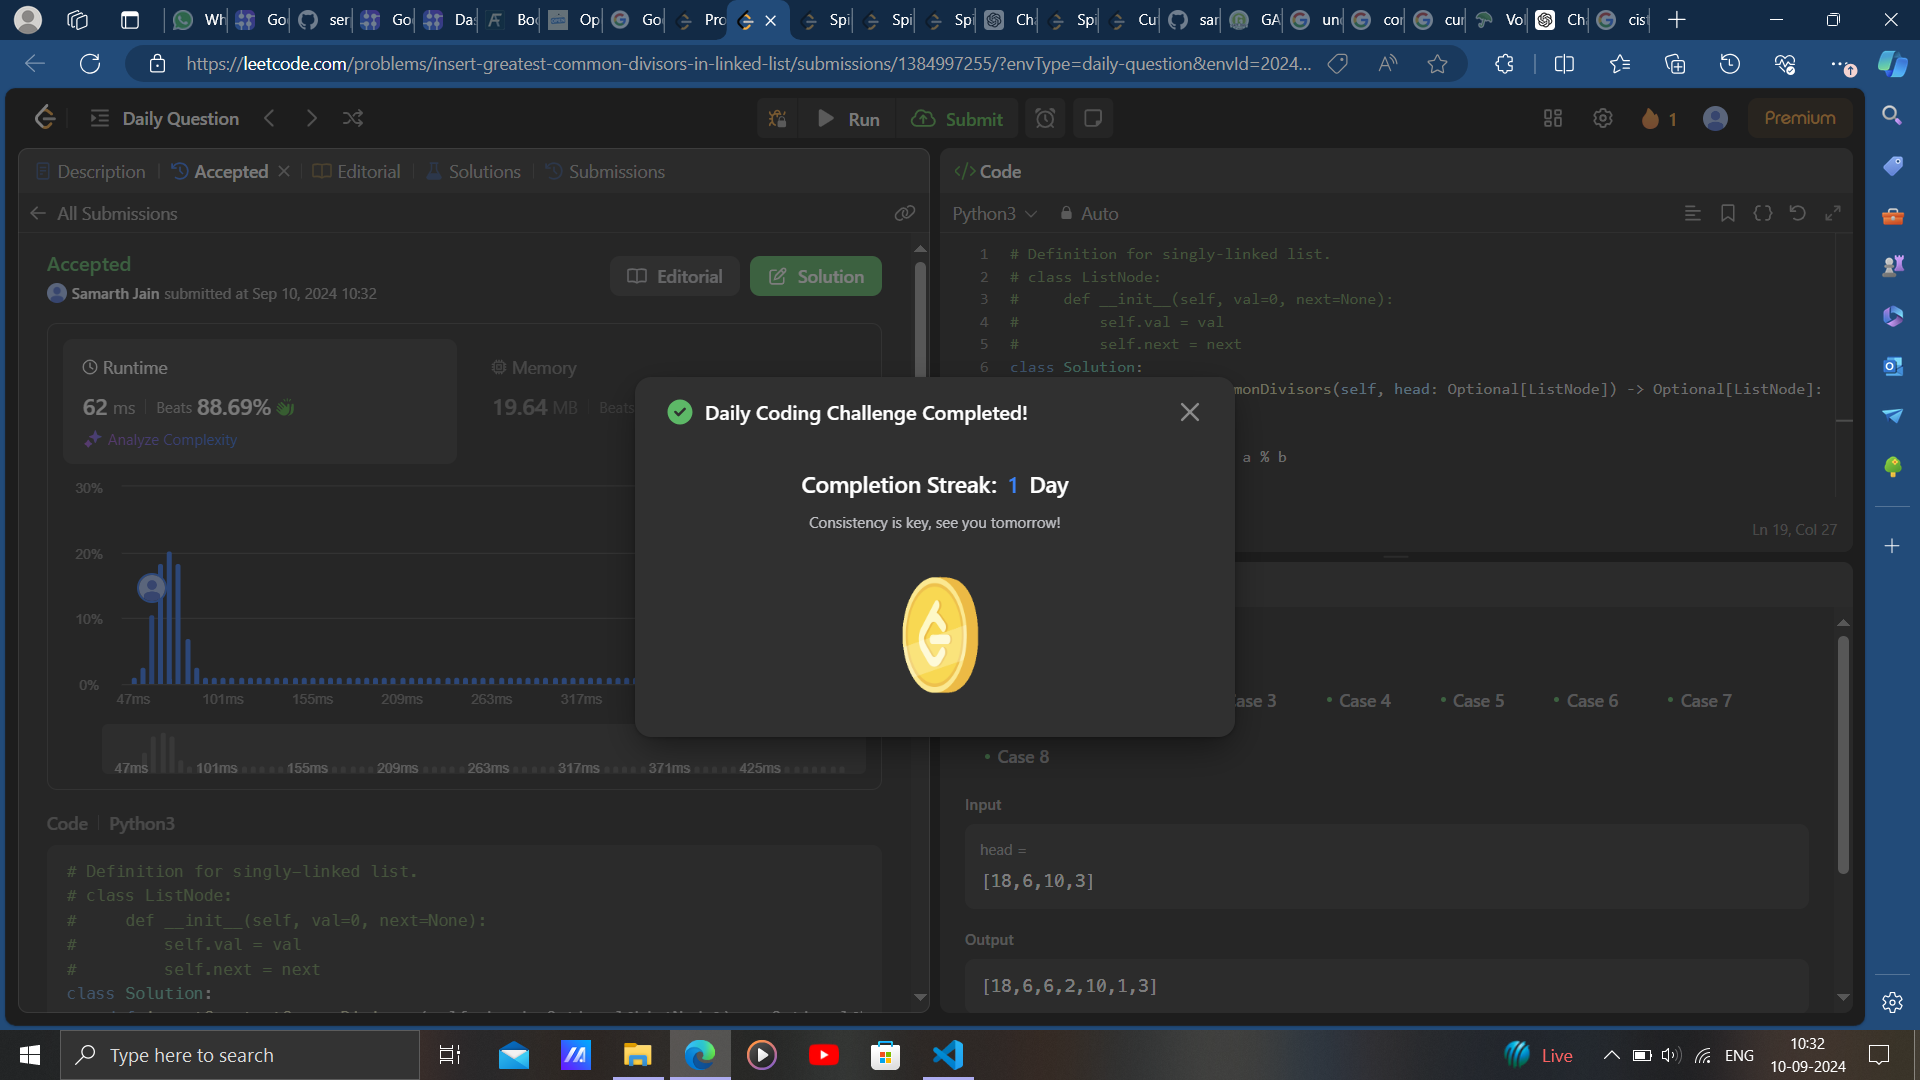 Wh
Go
ser
Go
Da
Bo
Op
Go
Pro
Spi
Spi
Spi
Ch
Spi
Cu
sar
GA
und
cor
cur
Vo
Ch
cis
https://leetcode.com/problems/insert-greatest-common-divisors-in-linked-list/submissions/1384997255/?envType=daily-question&envId=2024...
Daily Question
Run
Submit
1
Premium
Description
Accepted
Editorial
Solutions
Submissions
All Submissions
Accepted
Samarth Jain submitted at Sep 10, 2024 10:32
Editorial
Solution
Runtime
62 ms
Beats 88.69%
Analyze Complexity
Memory
19.64 MB
Beats
30%
20%
10%
0%
47ms 101ms 155ms 209ms 263ms 317ms
47ms 101ms 155ms 209ms 263ms 317ms 371ms 425ms
Code | Python3
# Definition for singly-linked list.
# class ListNode:
#     def __init__(self, val=0, next=None):
#         self.val = val
#         self.next = next
class Solution:
Daily Coding Challenge Completed!
Completion Streak: 1 Day
Consistency is key, see you tomorrow!
</> Code
Python3
Auto
1 # Definition for singly-linked list.
2 # class ListNode:
3 #     def __init__(self, val=0, next=None):
4 #         self.val = val
5 #         self.next = next
6 class Solution:
monDivisors(self, head: Optional[ListNode]) -> Optional[ListNode]:
a % b
Ln 19, Col 27
Case 3
Case 4
Case 5
Case 6
Case 7
Case 8
Input
head =
[18,6,10,3]
Output
[18,6,6,2,10,1,3]
Type here to search
Live
ENG
10:32
10-09-2024